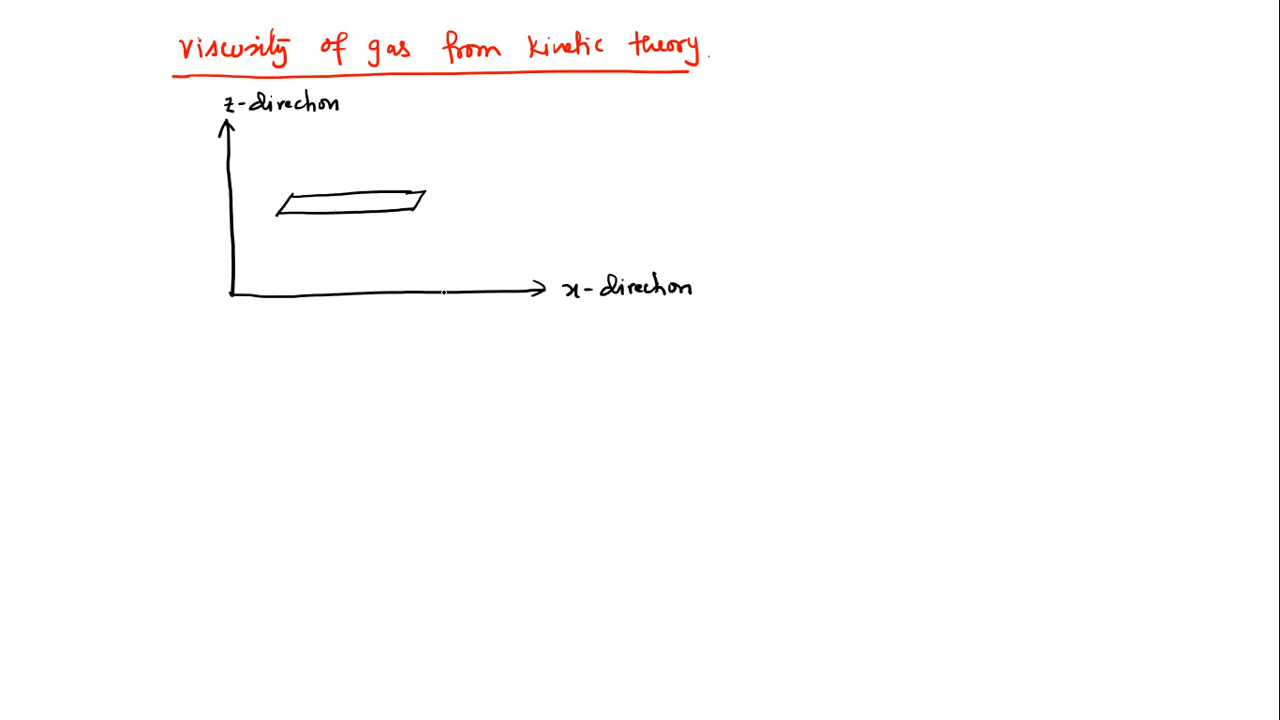 Viscosity of gas from kinetic theory.
z-direction
x-direction